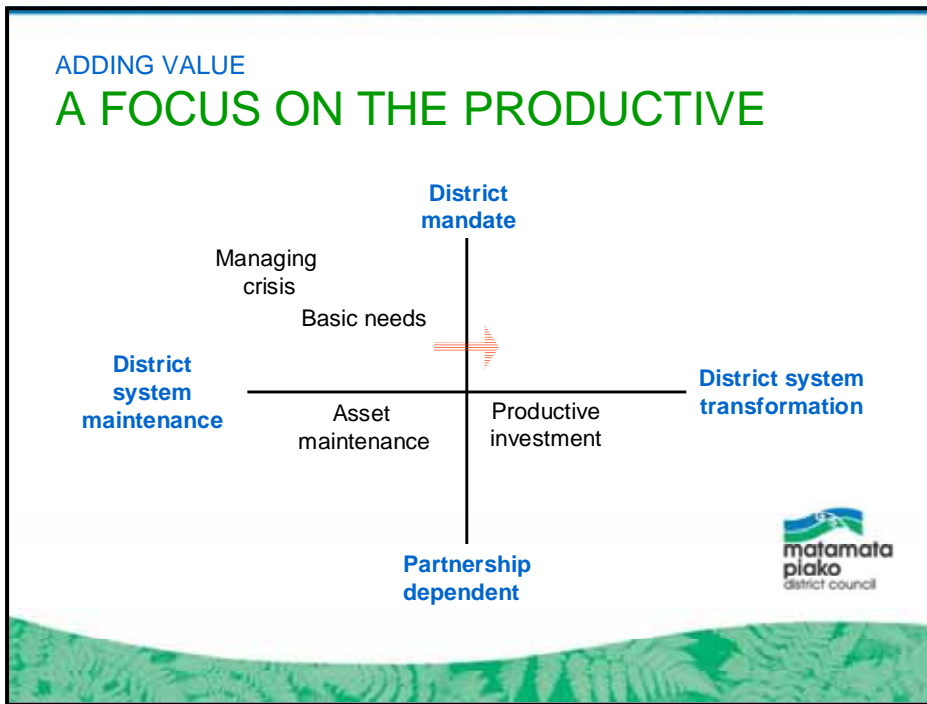 ADDING VALUE
A FOCUS ON THE PRODUCTIVE
District
mandate
Managing
crisis
Basic needs
District
system
maintenance
District system
transformation
Asset
maintenance
Productive
investment
Partnership
dependent
matamata
piako
district council